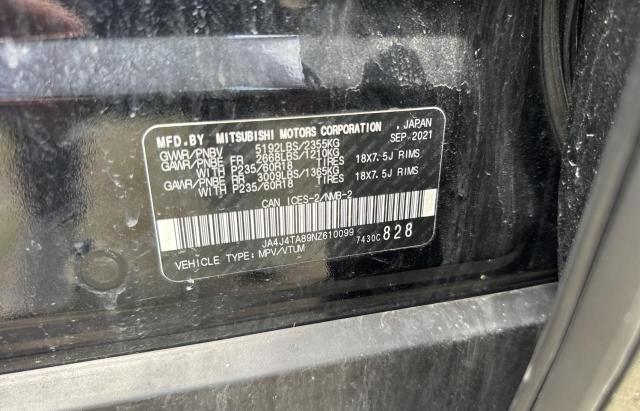 MFD.BY MITSUBISHI MOTORS CORPORATION , JAPAN
GWVR/PNBV 5192LBS/2355KG SEP-2021
GAWR/PNBE FR 2668LBS/1210KG
WITH P235/60R18 TIRES 18X7.5J RIMS
GAWR/PNBE RR 3009LBS/1365KG
WITH P235/60R18 TIRES 18X7.5J RIMS
CAN ICES-2/NMB-2
JA4J4TA89NZ610099 7430C 828
VEHICLE TYPE: MPV/VTUM